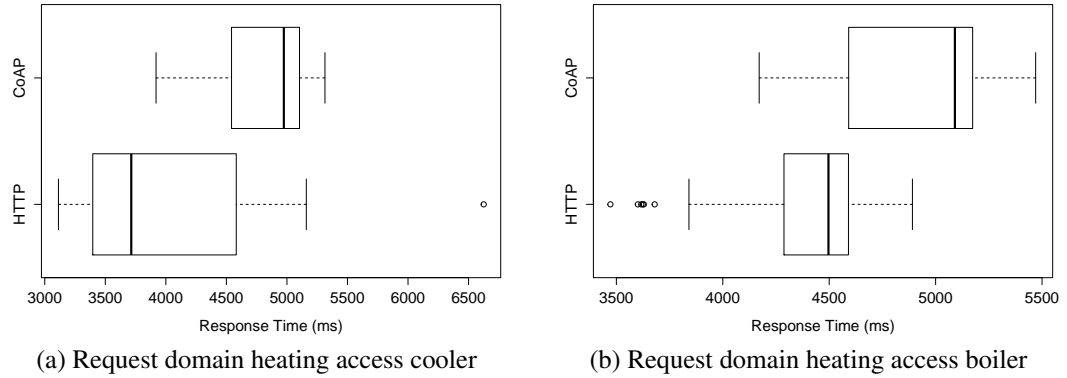 CoAP
HTTP
3000 3500 4000 4500 5000 5500 6000 6500
Response Time (ms)
(a) Request domain heating access cooler
CoAP
HTTP
3500 4000 4500 5000 5500
Response Time (ms)
(b) Request domain heating access boiler